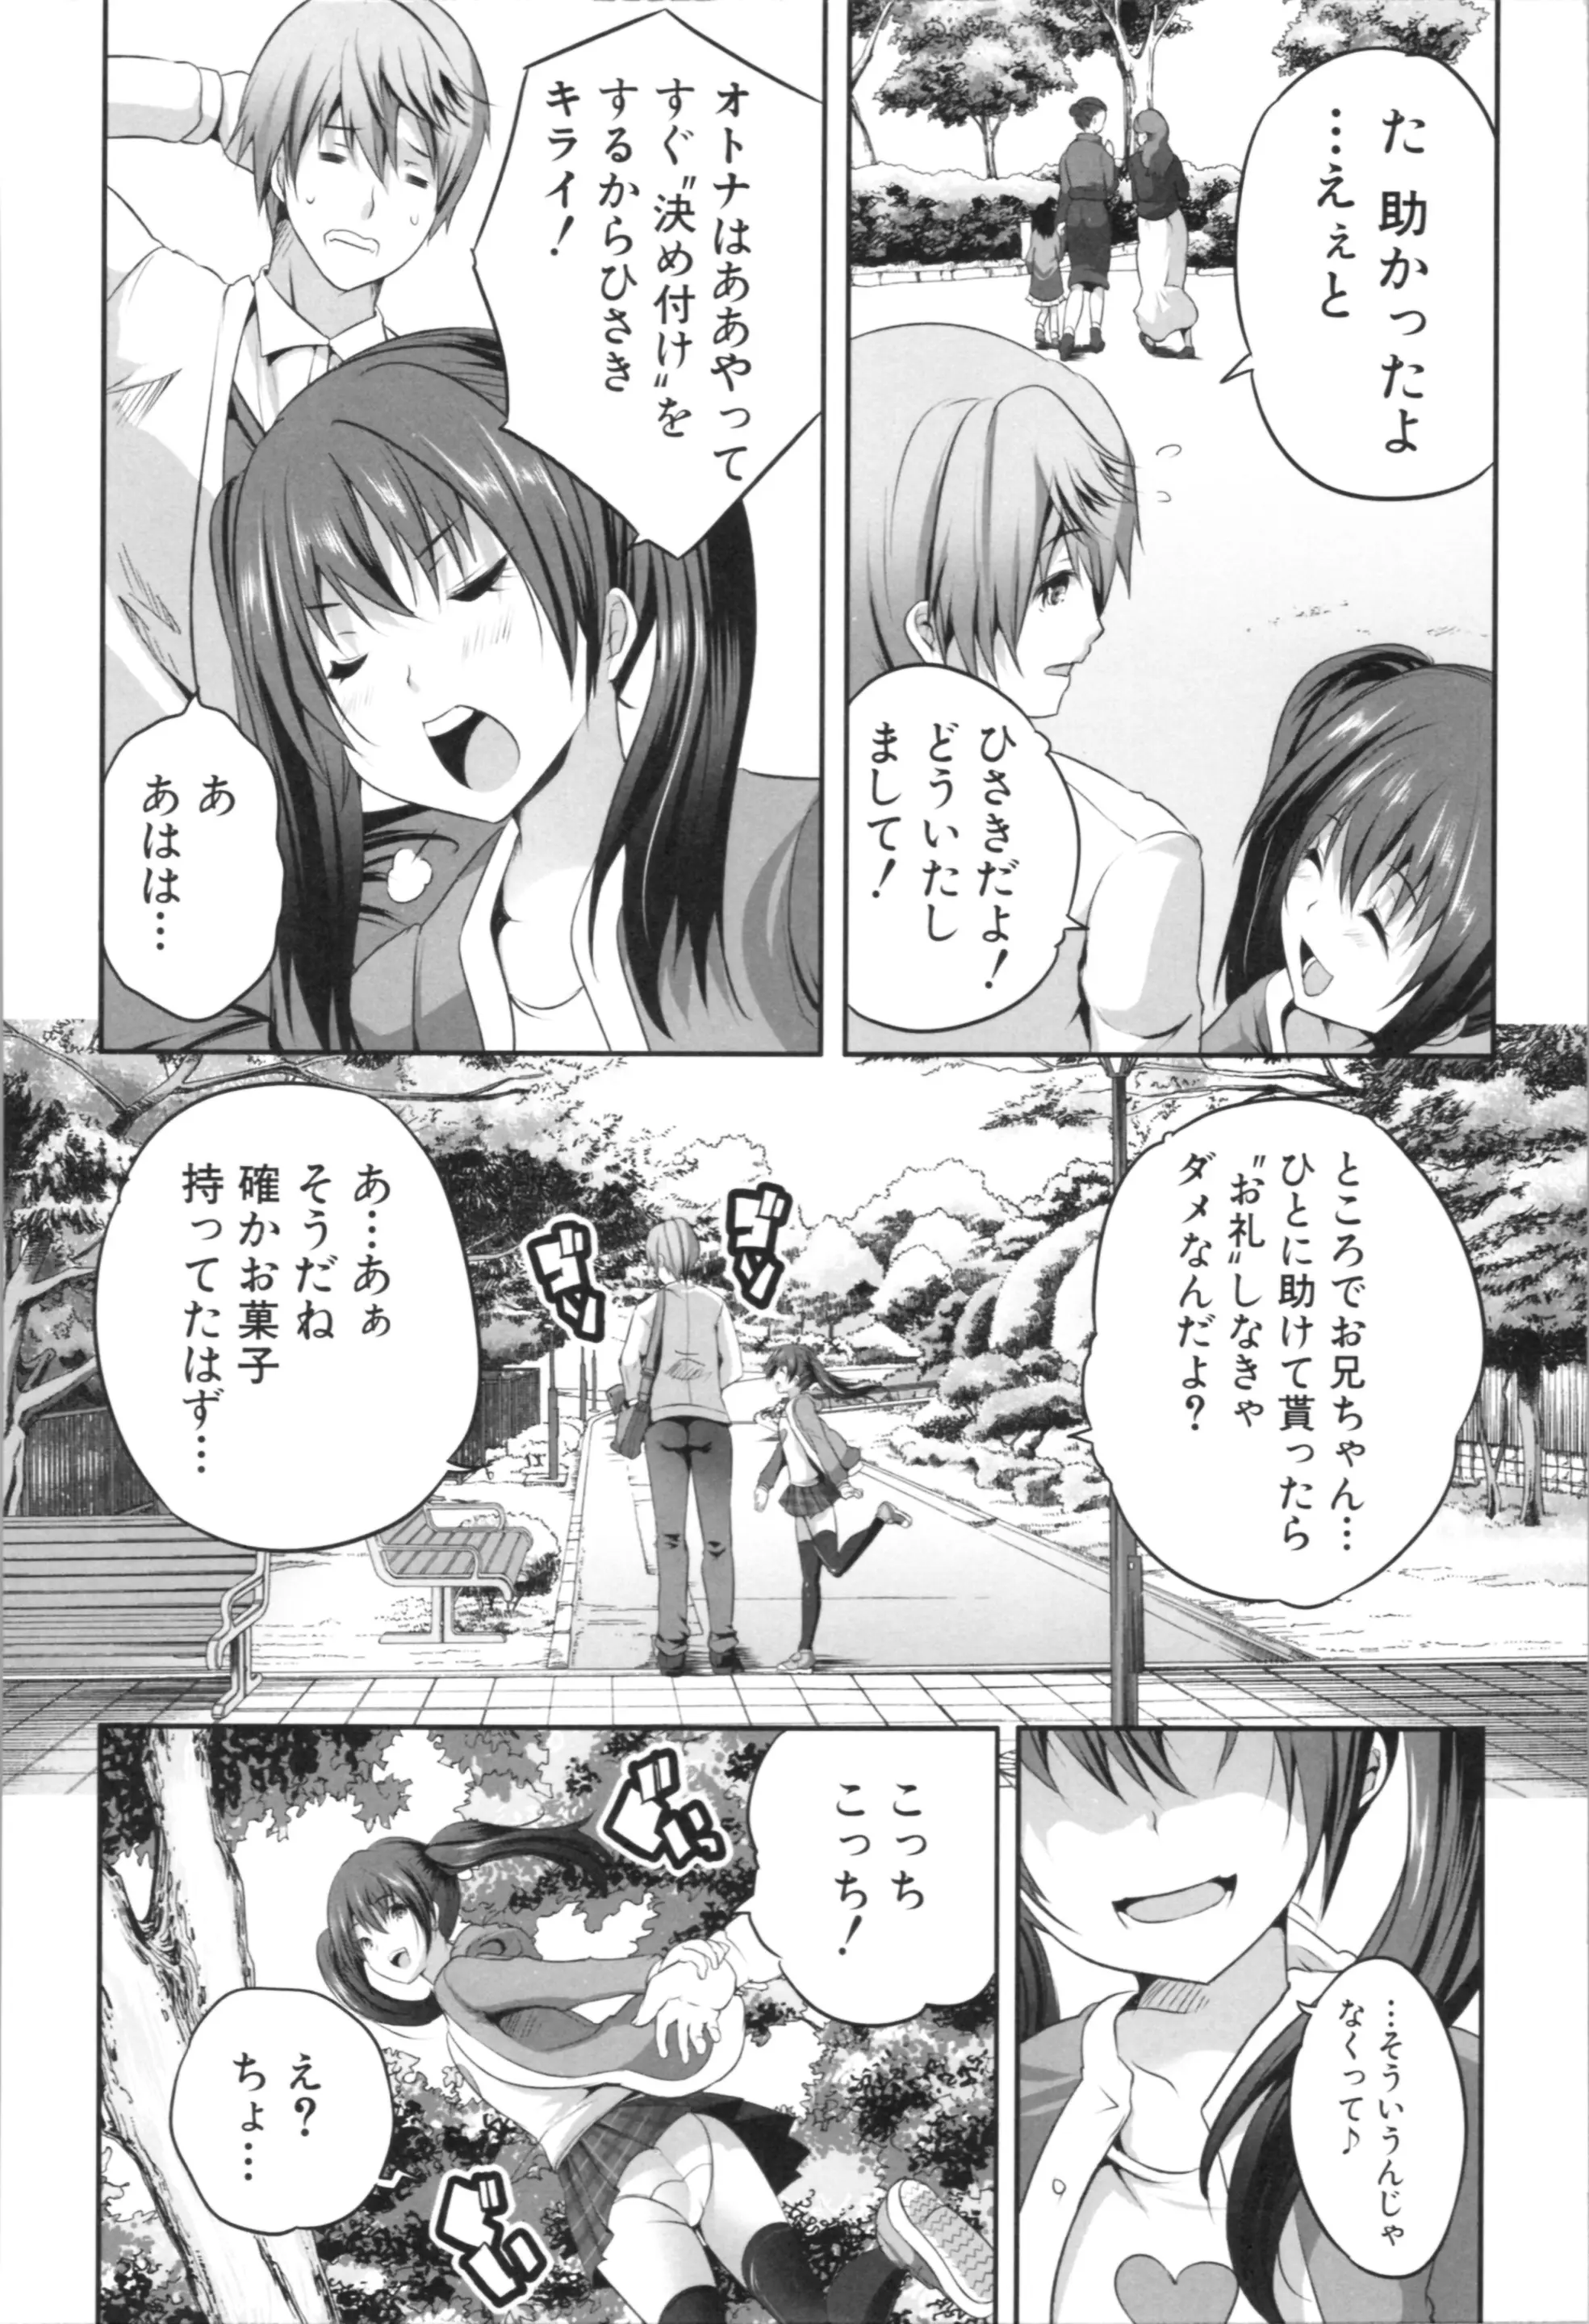 た 助かったよ
…えぇと
ひさきだよ！
どういたし
まして！
オトナはああやって
すぐ〝決め付け〟を
するからひさき
キライ！
あ
あはは…
ところでお兄ちゃん…
ひとに助けて貰ったら
〝お礼〟しなきゃ
ダメなんだよ？
ゴソ
ゴソ
あ…あぁ
そうだね
確かお菓子
持ってたはず…
…そういうんじゃ
なくって♪
こっち
こっち！
え？
ちょ…